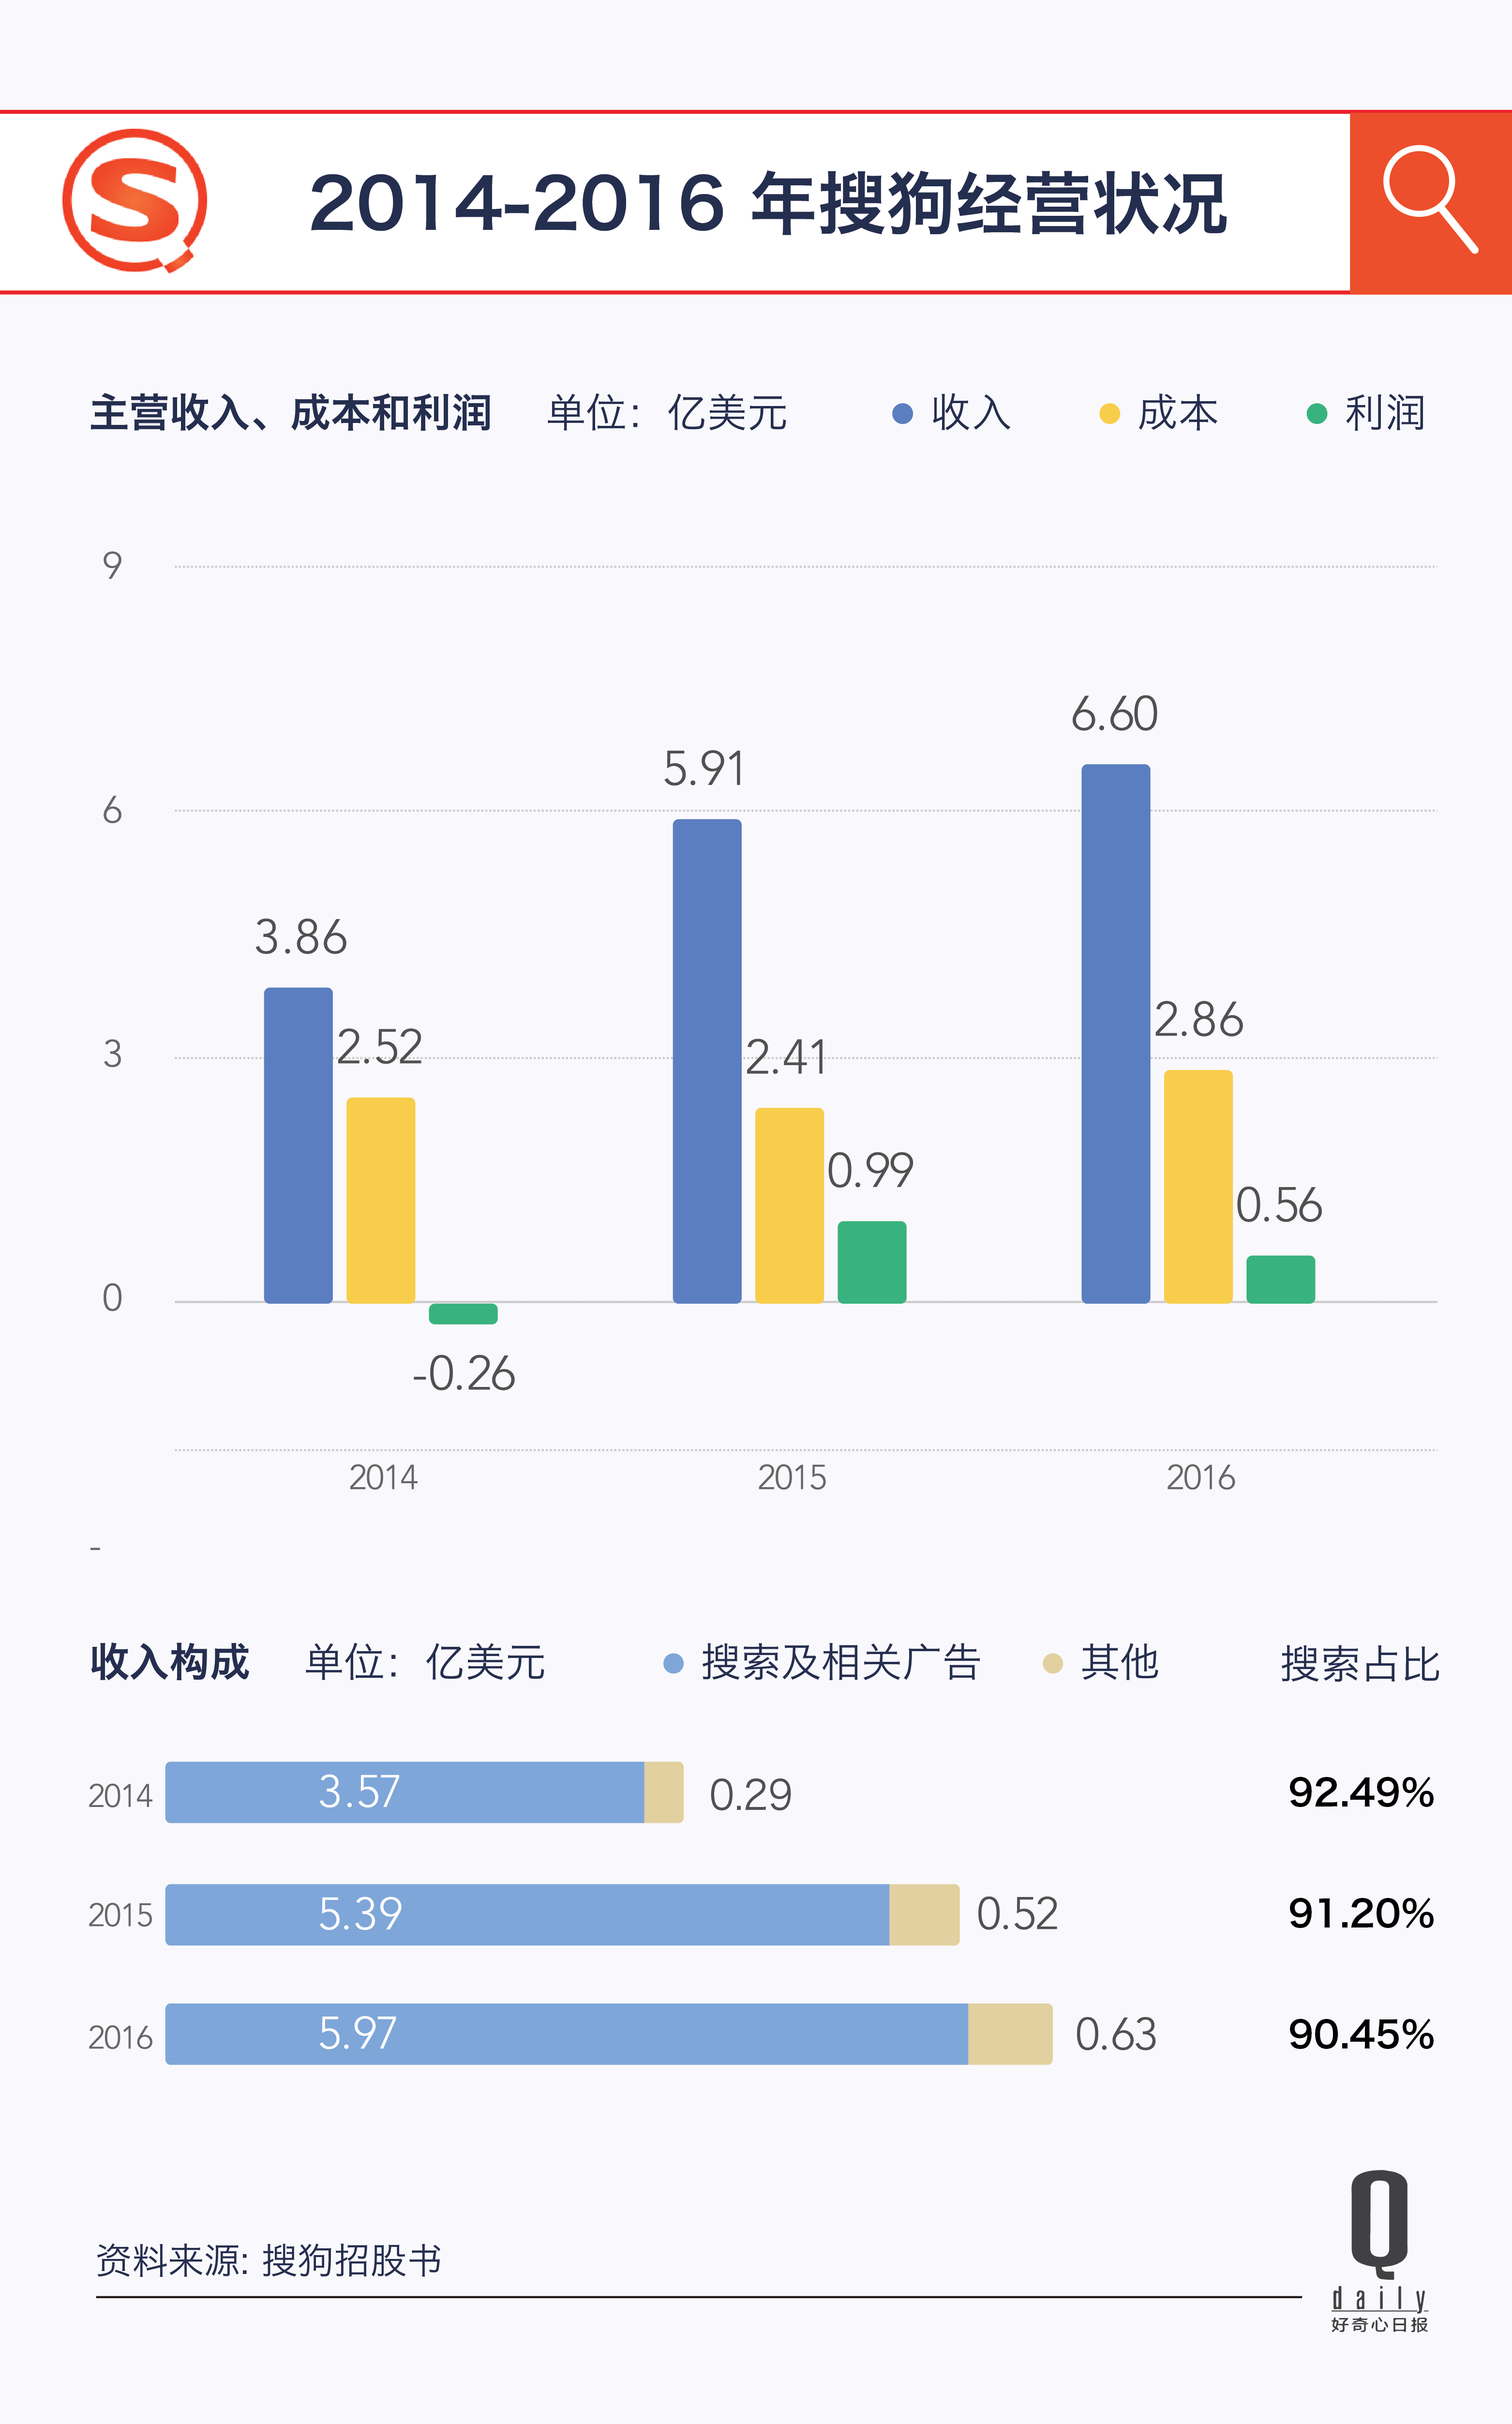 2014-2016 年搜狗经营状况
主营收入、成本和利润 单位：亿美元 收入 成本 利润
9
6.60
5.91
6
3.86
2.86
2.52
2.41
3
0.99
0.56
0
-0.26
2014 2015 2016
-
收入构成 单位：亿美元 搜索及相关广告 其他 搜索占比
2014 3.57 0.29 92.49%
2015 5.39 0.52 91.20%
2016 5.97 0.63 90.45%
资料来源：搜狗招股书
Q
daily
好奇心日报